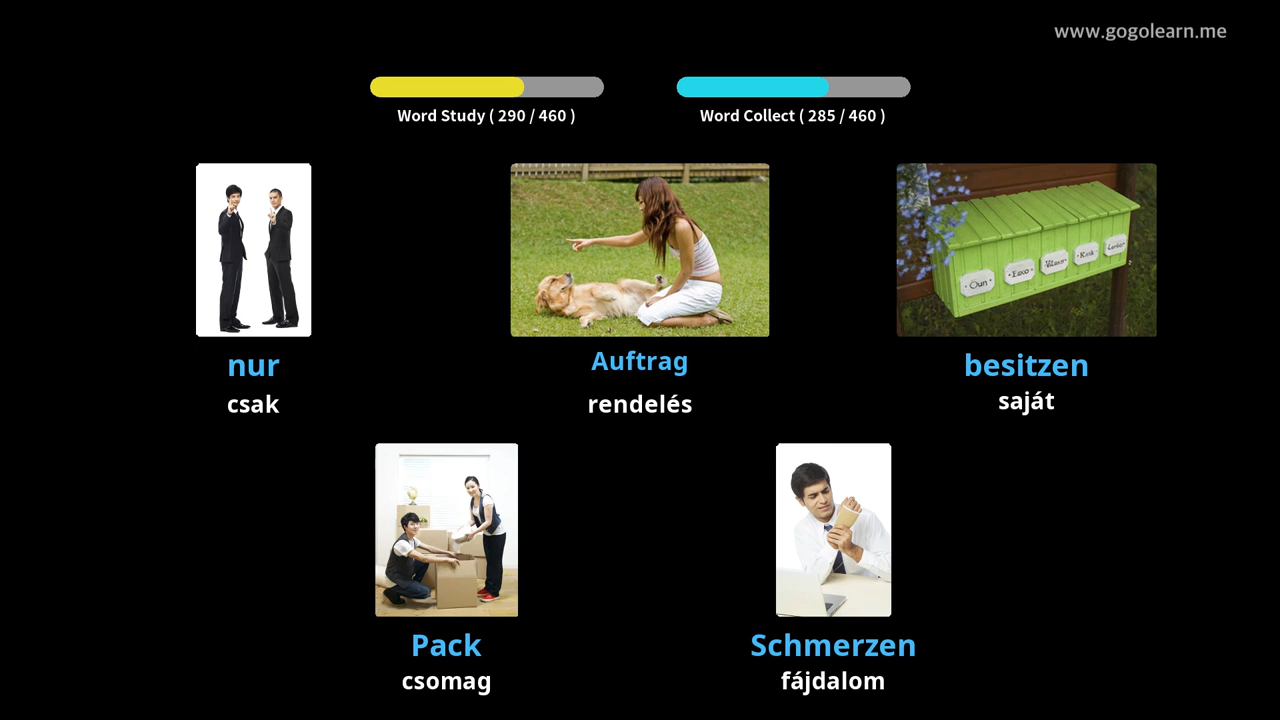 www.gogolearn.me
Word Study ( 290 / 460 )
Word Collect ( 285 / 460 )
nur
csak
Auftrag
rendelés
besitzen
saját
Pack
csomag
Schmerzen
fájdalom